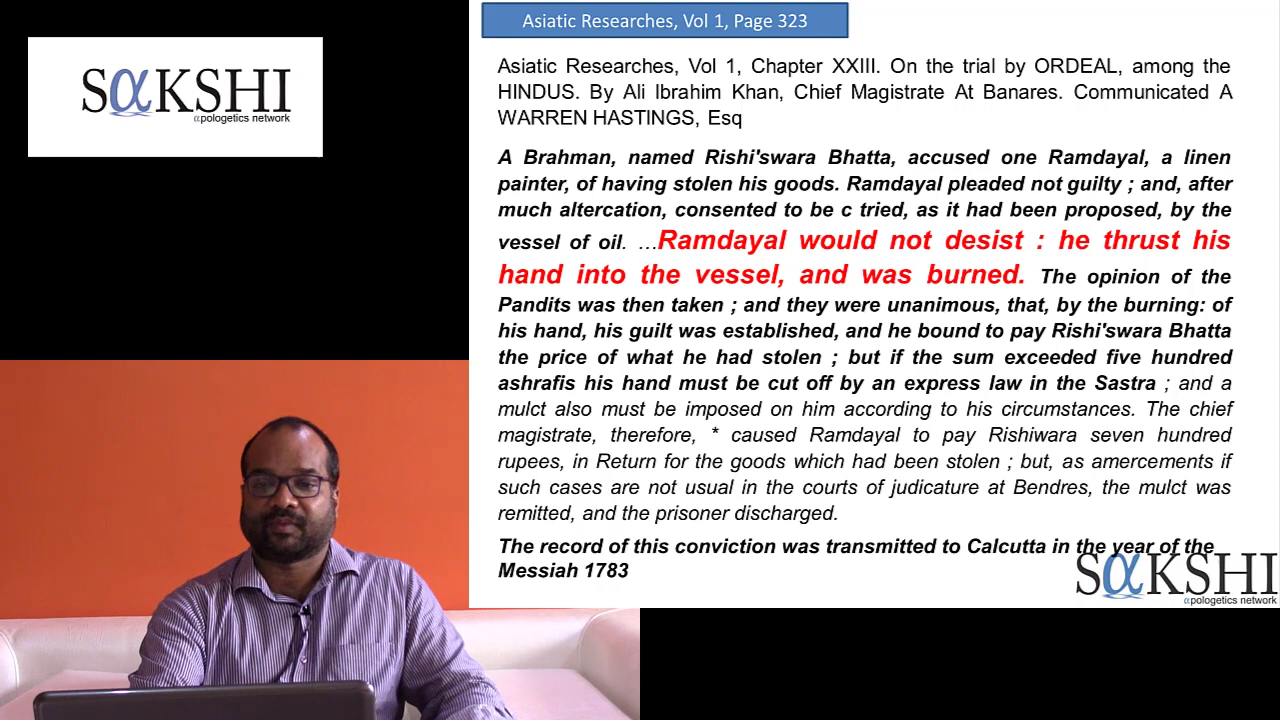 SαKSHI
αpologetics network
Asiatic Researches, Vol 1, Page 323
Asiatic Researches, Vol 1, Chapter XXIII. On the trial by ORDEAL, among the
HINDUS. By Ali Ibrahim Khan, Chief Magistrate At Banares. Communicated A
WARREN HASTINGS, Esq
A Brahman, named Rishi'swara Bhatta, accused one Ramdayal, a linen
painter, of having stolen his goods. Ramdayal pleaded not guilty ; and, after
much altercation, consented to be c tried, as it had been proposed, by the
vessel of oil. ...Ramdayal would not desist : he thrust his
hand into the vessel, and was burned. The opinion of the
Pandits was then taken ; and they were unanimous, that, by the burning: of
his hand, his guilt was established, and he bound to pay Rishi'swara Bhatta
the price of what he had stolen ; but if the sum exceeded five hundred
ashrafis his hand must be cut off by an express law in the Sastra ; and a
mulct also must be imposed on him according to his circumstances. The chief
magistrate, therefore, * caused Ramdayal to pay Rishiwara seven hundred
rupees, in Return for the goods which had been stolen ; but, as amercements if
such cases are not usual in the courts of judicature at Bendres, the mulct was
remitted, and the prisoner discharged.
The record of this conviction was transmitted to Calcutta in the year of the
Messiah 1783
SαKSHI
αpologetics network